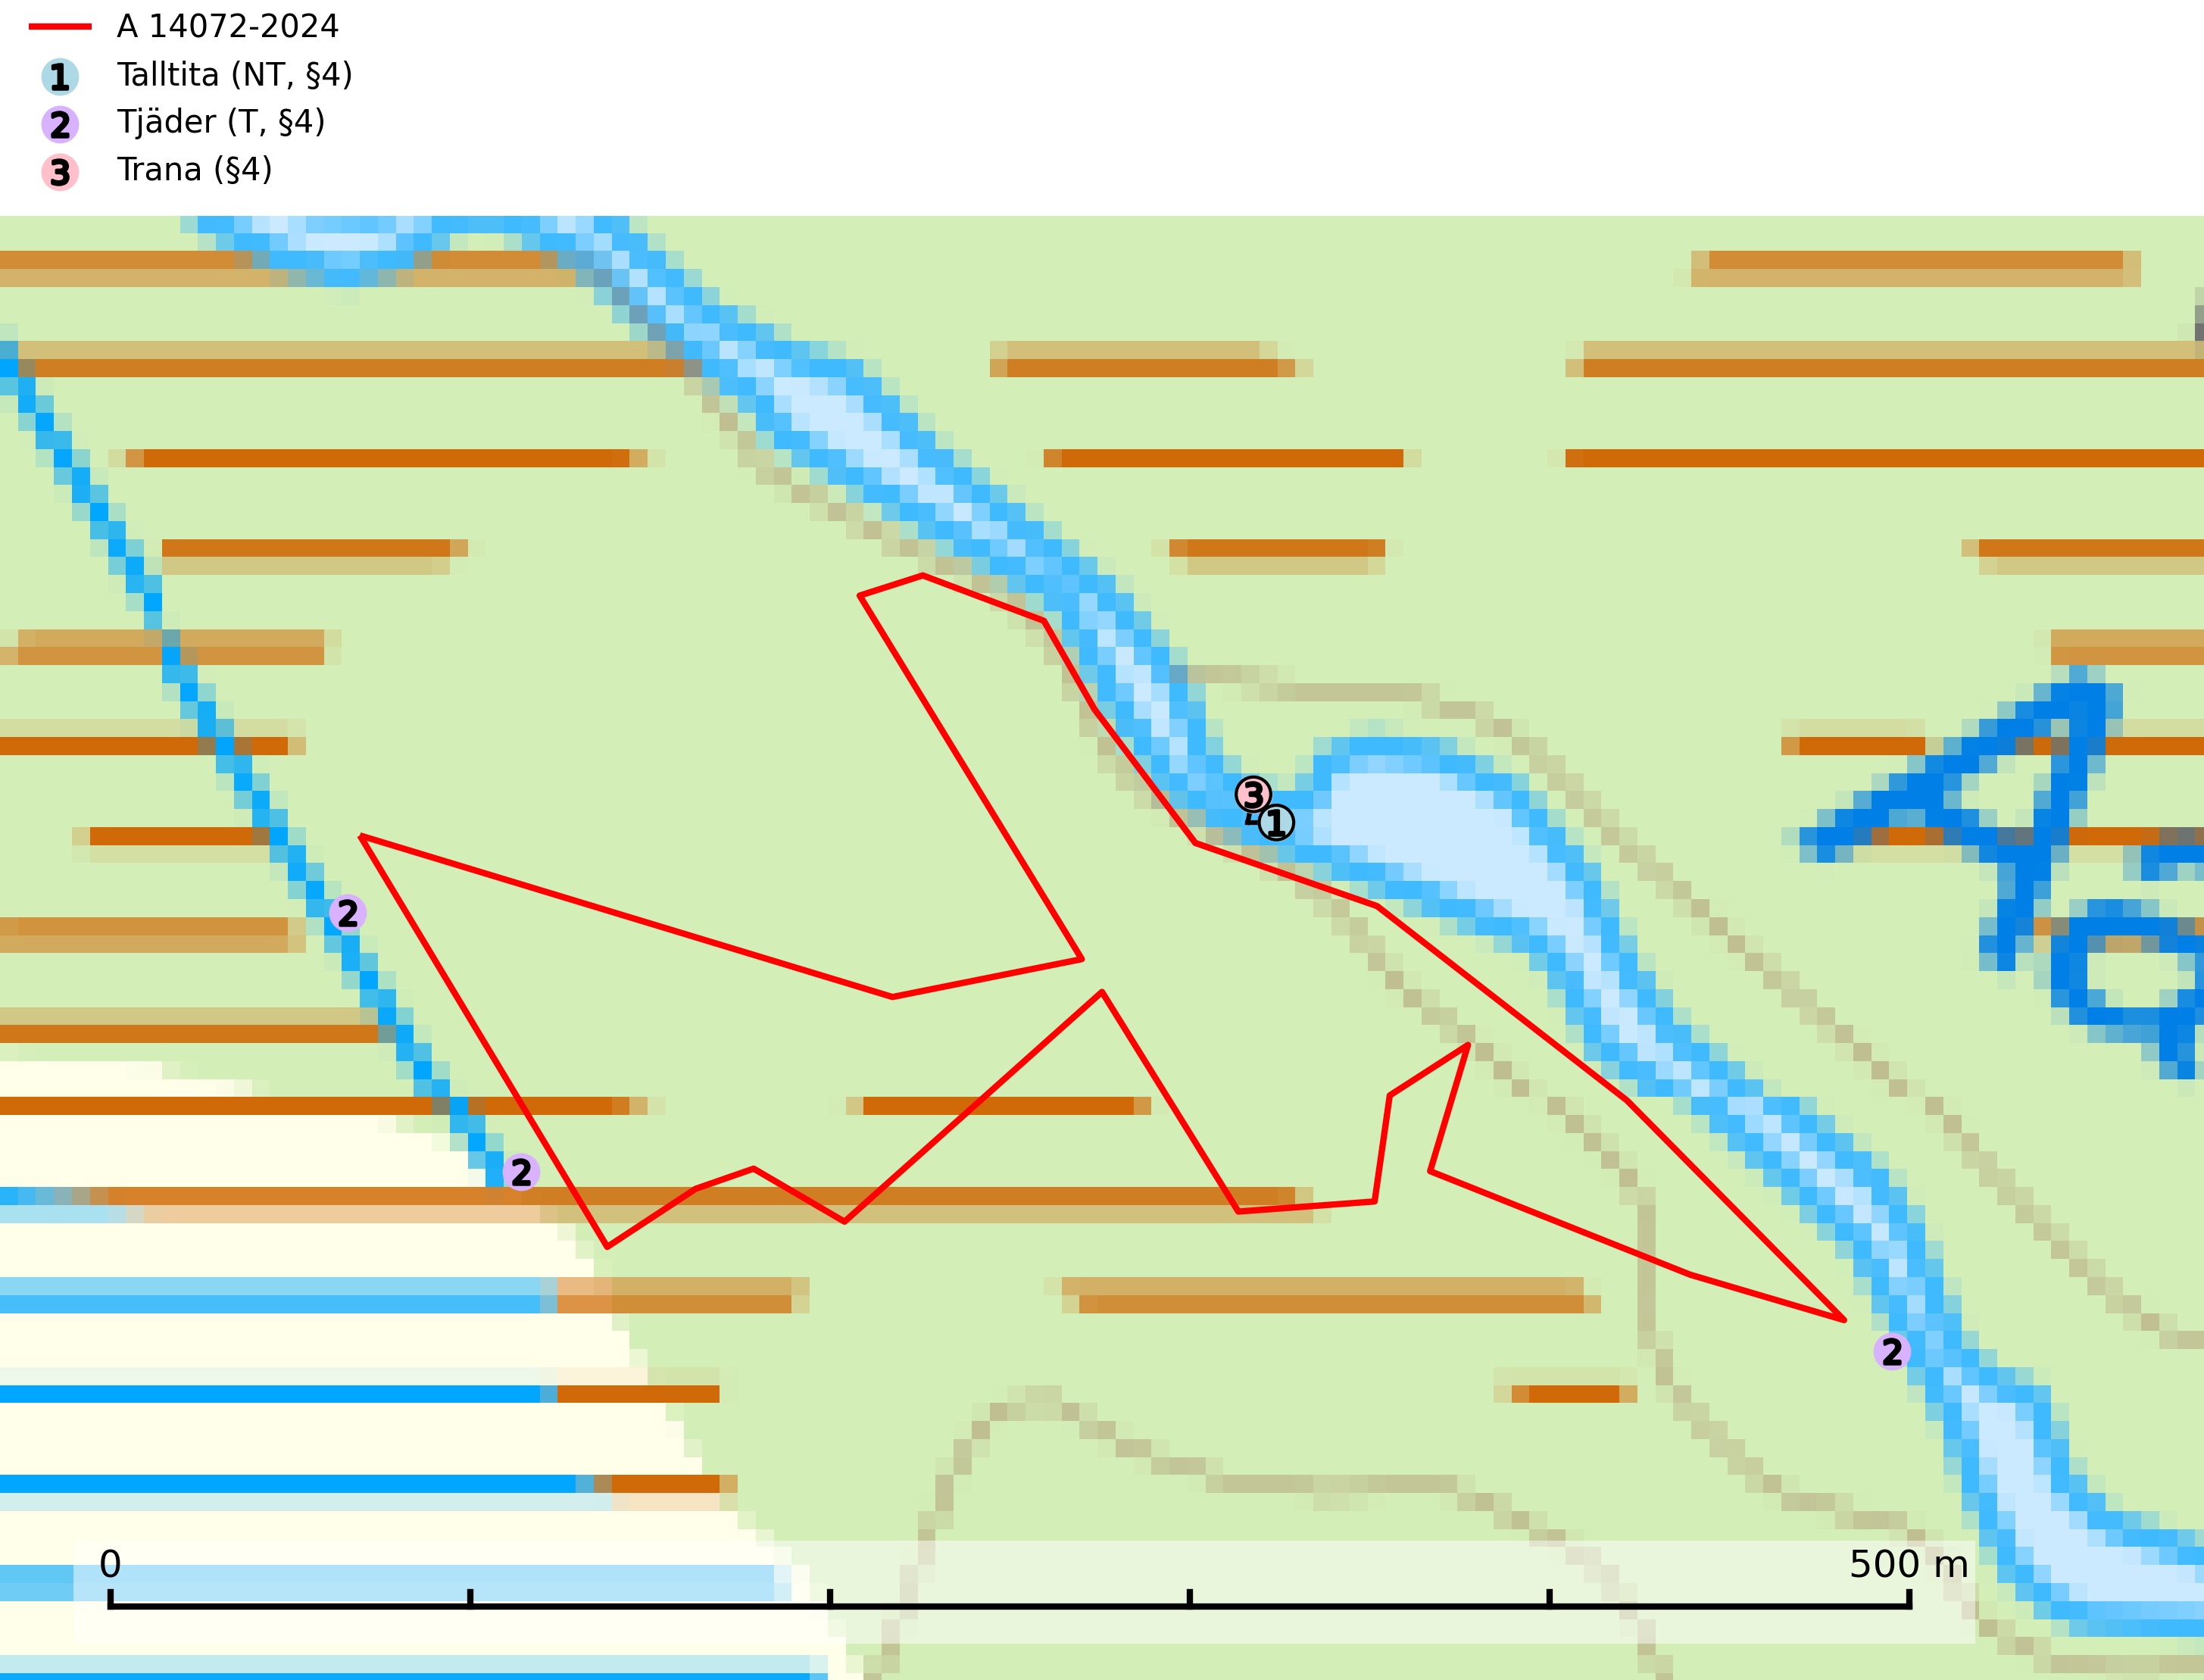 A 14072-2024
1 Talltita (NT, §4)
2 Tjäder (T, §4)
3 Trana (§4)
3
1
2
2
2
0 500 m